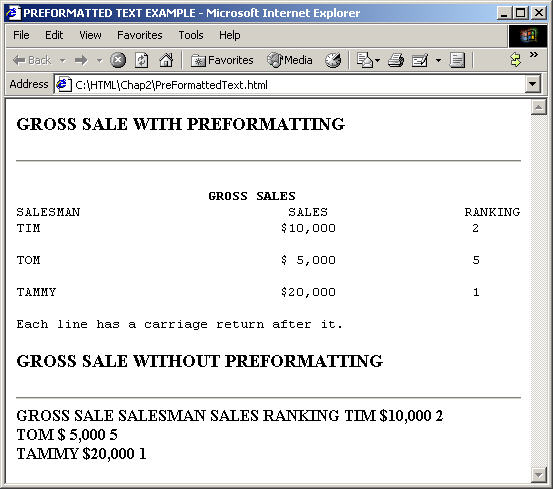 PREFORMATTED TEXT EXAMPLE - Microsoft Internet Explorer
File Edit View Favorites Tools Help
Back Favorites Media »
Address C:\HTML\Chap2\PreFormattedText.html
GROSS SALE WITH PREFORMATTING
GROSS SALES
SALESMAN SALES RANKING
TIM $10,000 2
TOM $ 5,000 5
TAMMY $20,000 1
Each line has a carriage return after it.
GROSS SALE WITHOUT PREFORMATTING
GROSS SALE SALESMAN SALES RANKING TIM $10,000 2
TOM $ 5,000 5
TAMMY $20,000 1